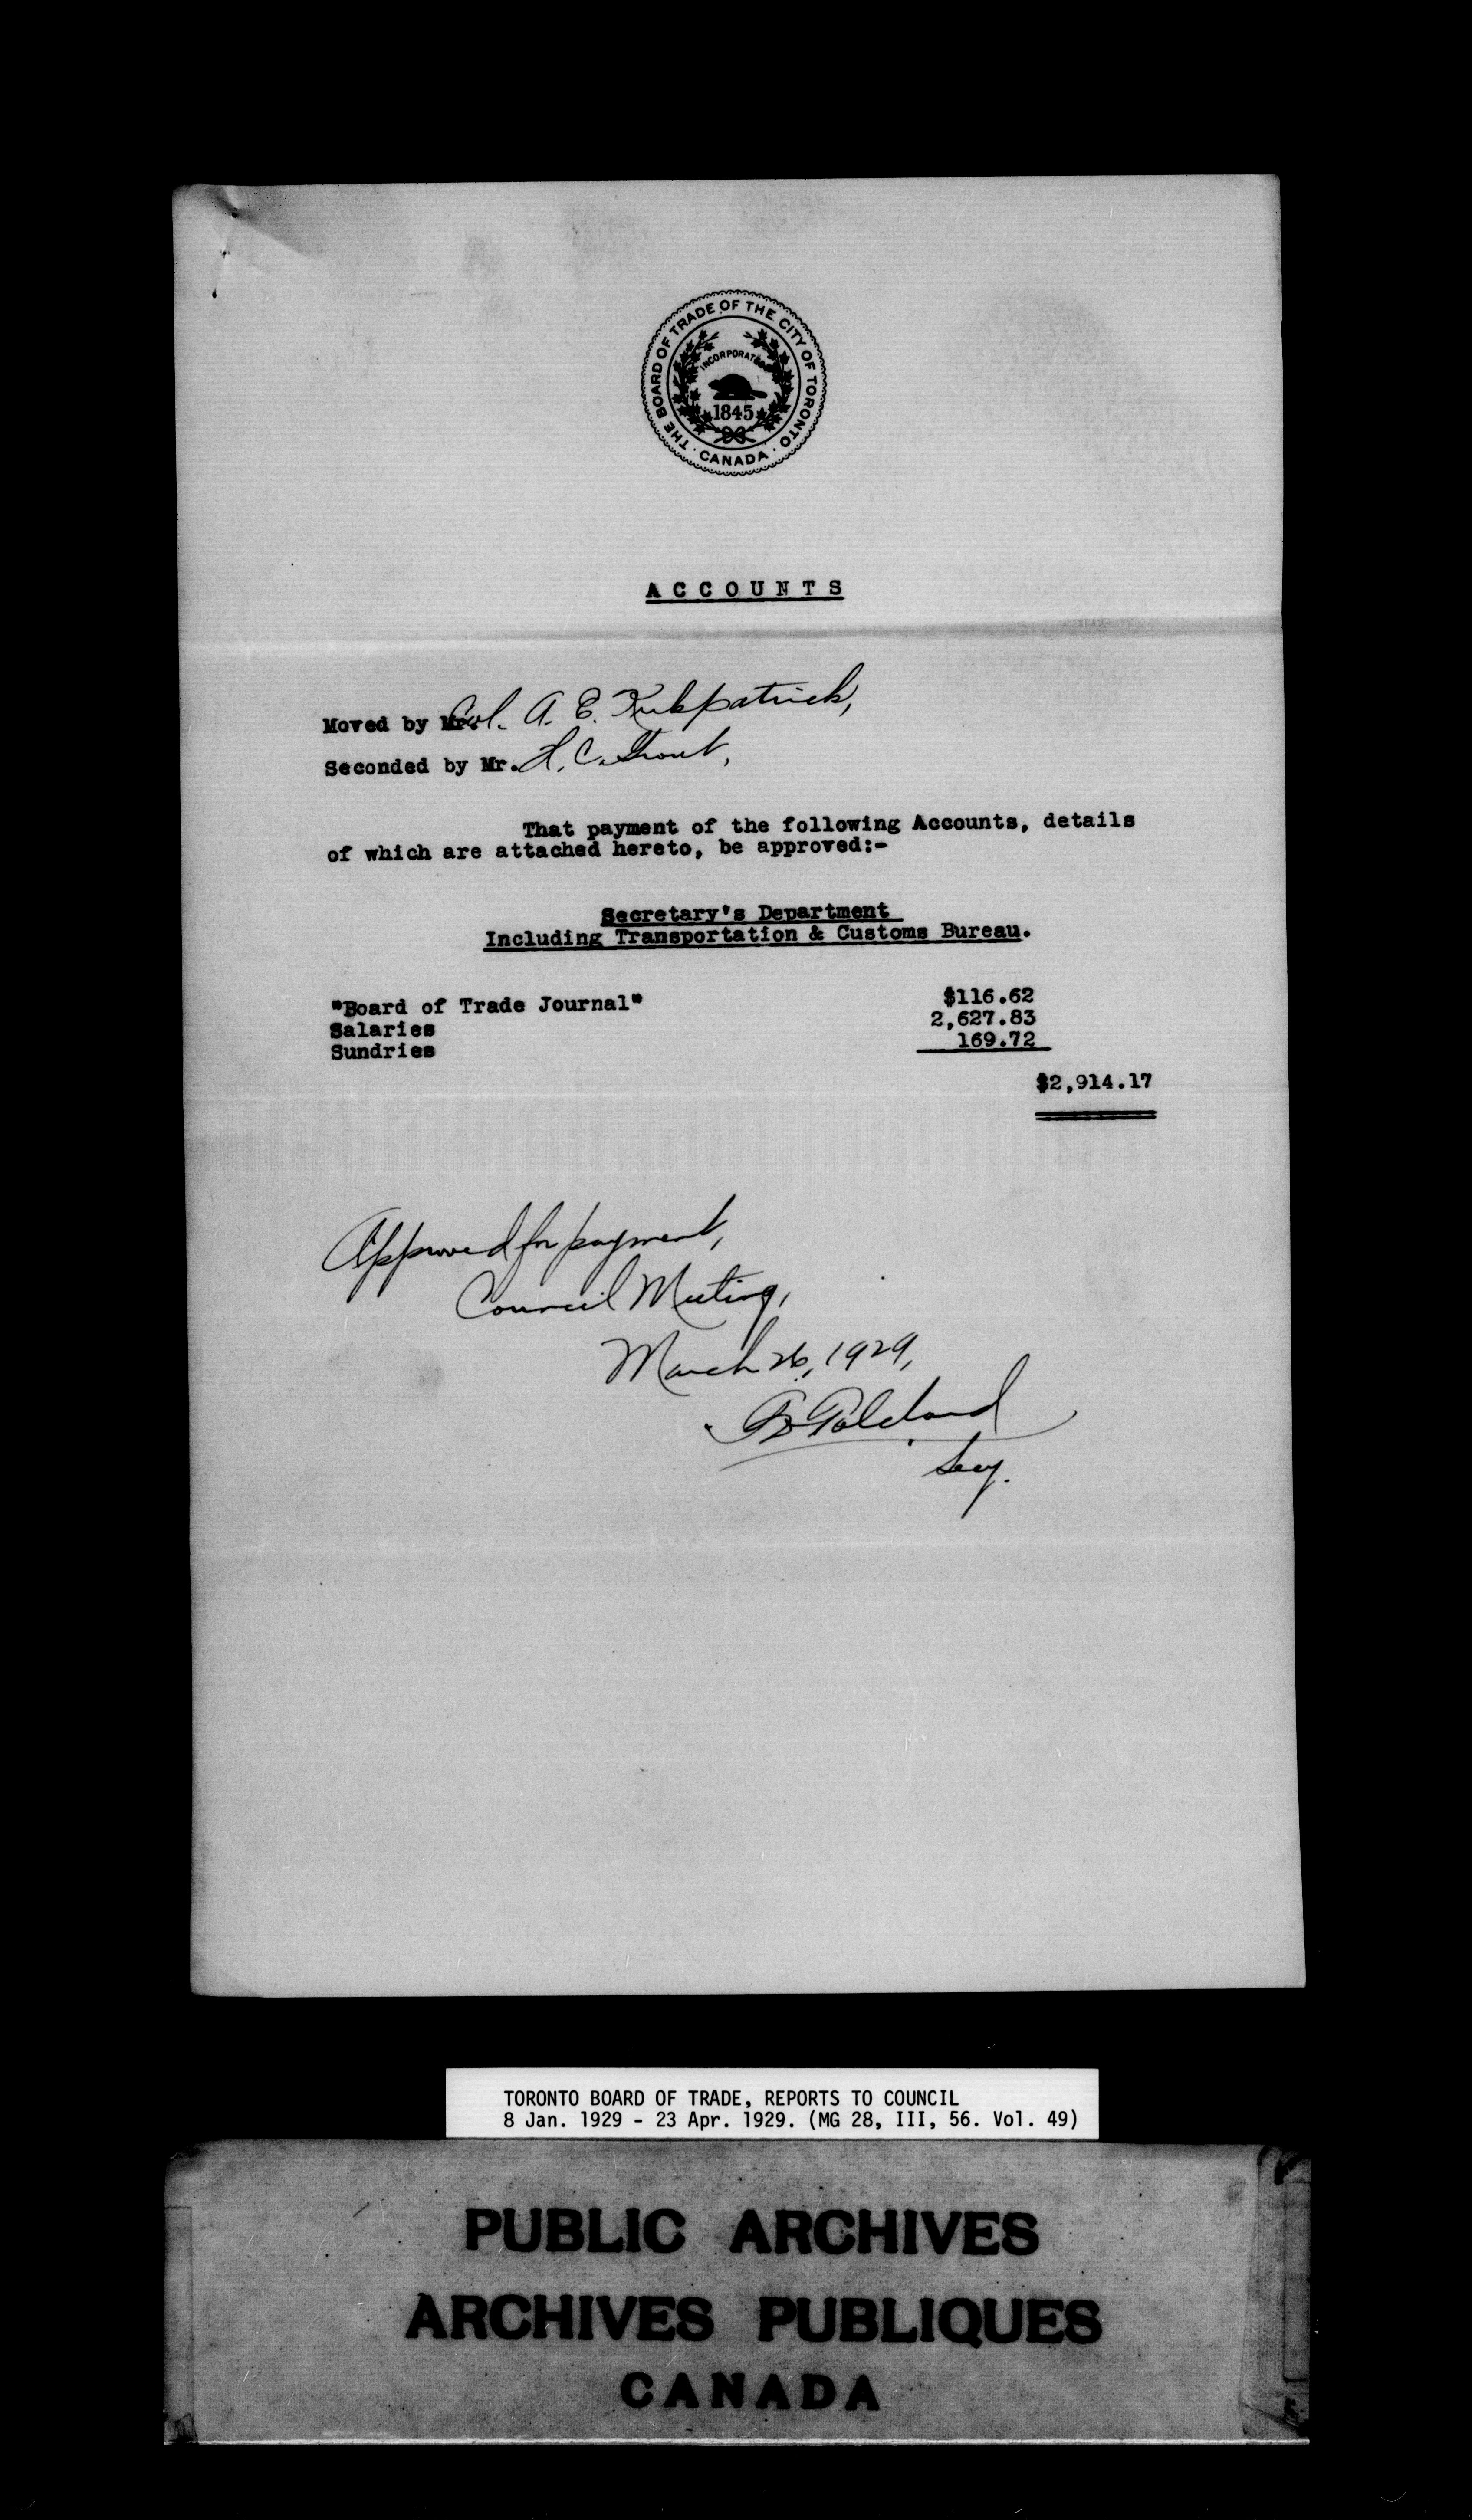 THE BOARD OF TRADE OF THE CITY OF TORONTO
INCORPORATED
1845
CANADA
ACCOUNTS
Moved by Mr. Col. A. E. Kirkpatrick,
Seconded by Mr. H. C. Grout,
That payment of the following Accounts, details
of which are attached hereto, be approved:-
Secretary's Department
Including Transportation & Customs Bureau.
"Board of Trade Journal" $116.62
Salaries 2,627.83
Sundries 169.72
$2,914.17
Approved for payment,
Council Meeting,
March 26, 1929,
Secy.
TORONTO BOARD OF TRADE, REPORTS TO COUNCIL
8 Jan. 1929 - 23 Apr. 1929. (MG 28, III, 56. Vol. 49)
PUBLIC ARCHIVES
ARCHIVES PUBLIQUES
CANADA